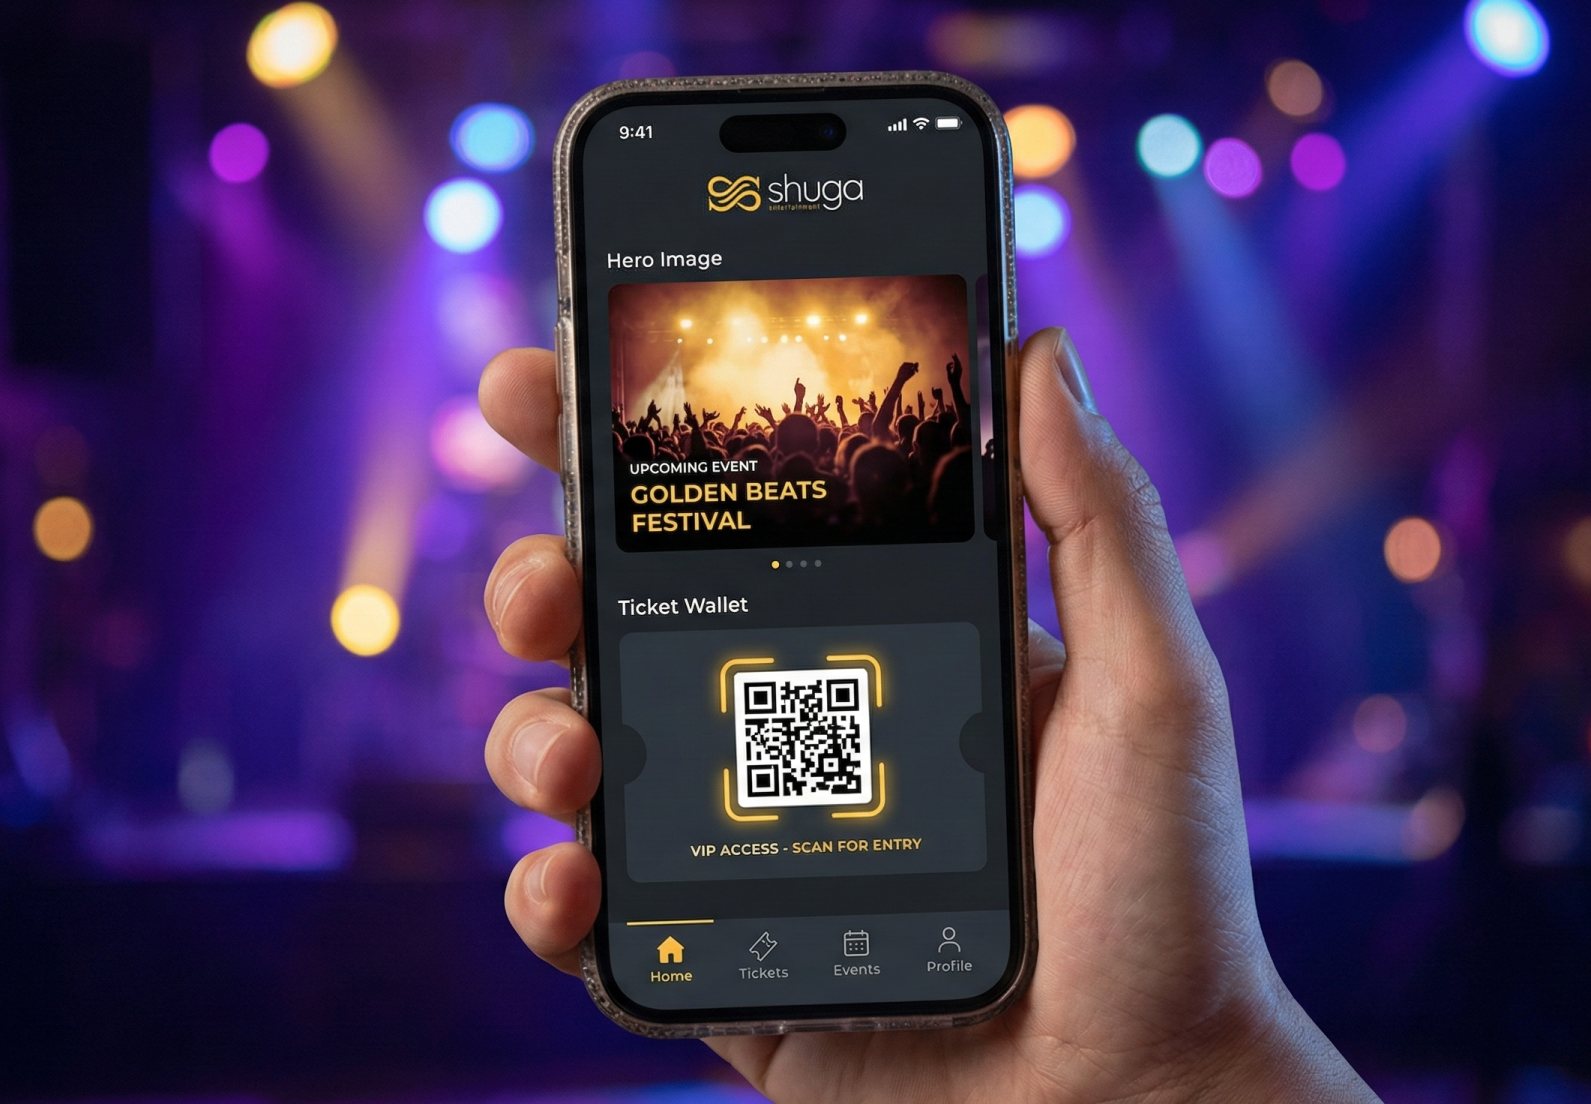 9:41
shuga
entertainment
Hero Image
UPCOMING EVENT
GOLDEN BEATS
FESTIVAL
Ticket Wallet
VIP ACCESS - SCAN FOR ENTRY
Home
Tickets
Events
Profile